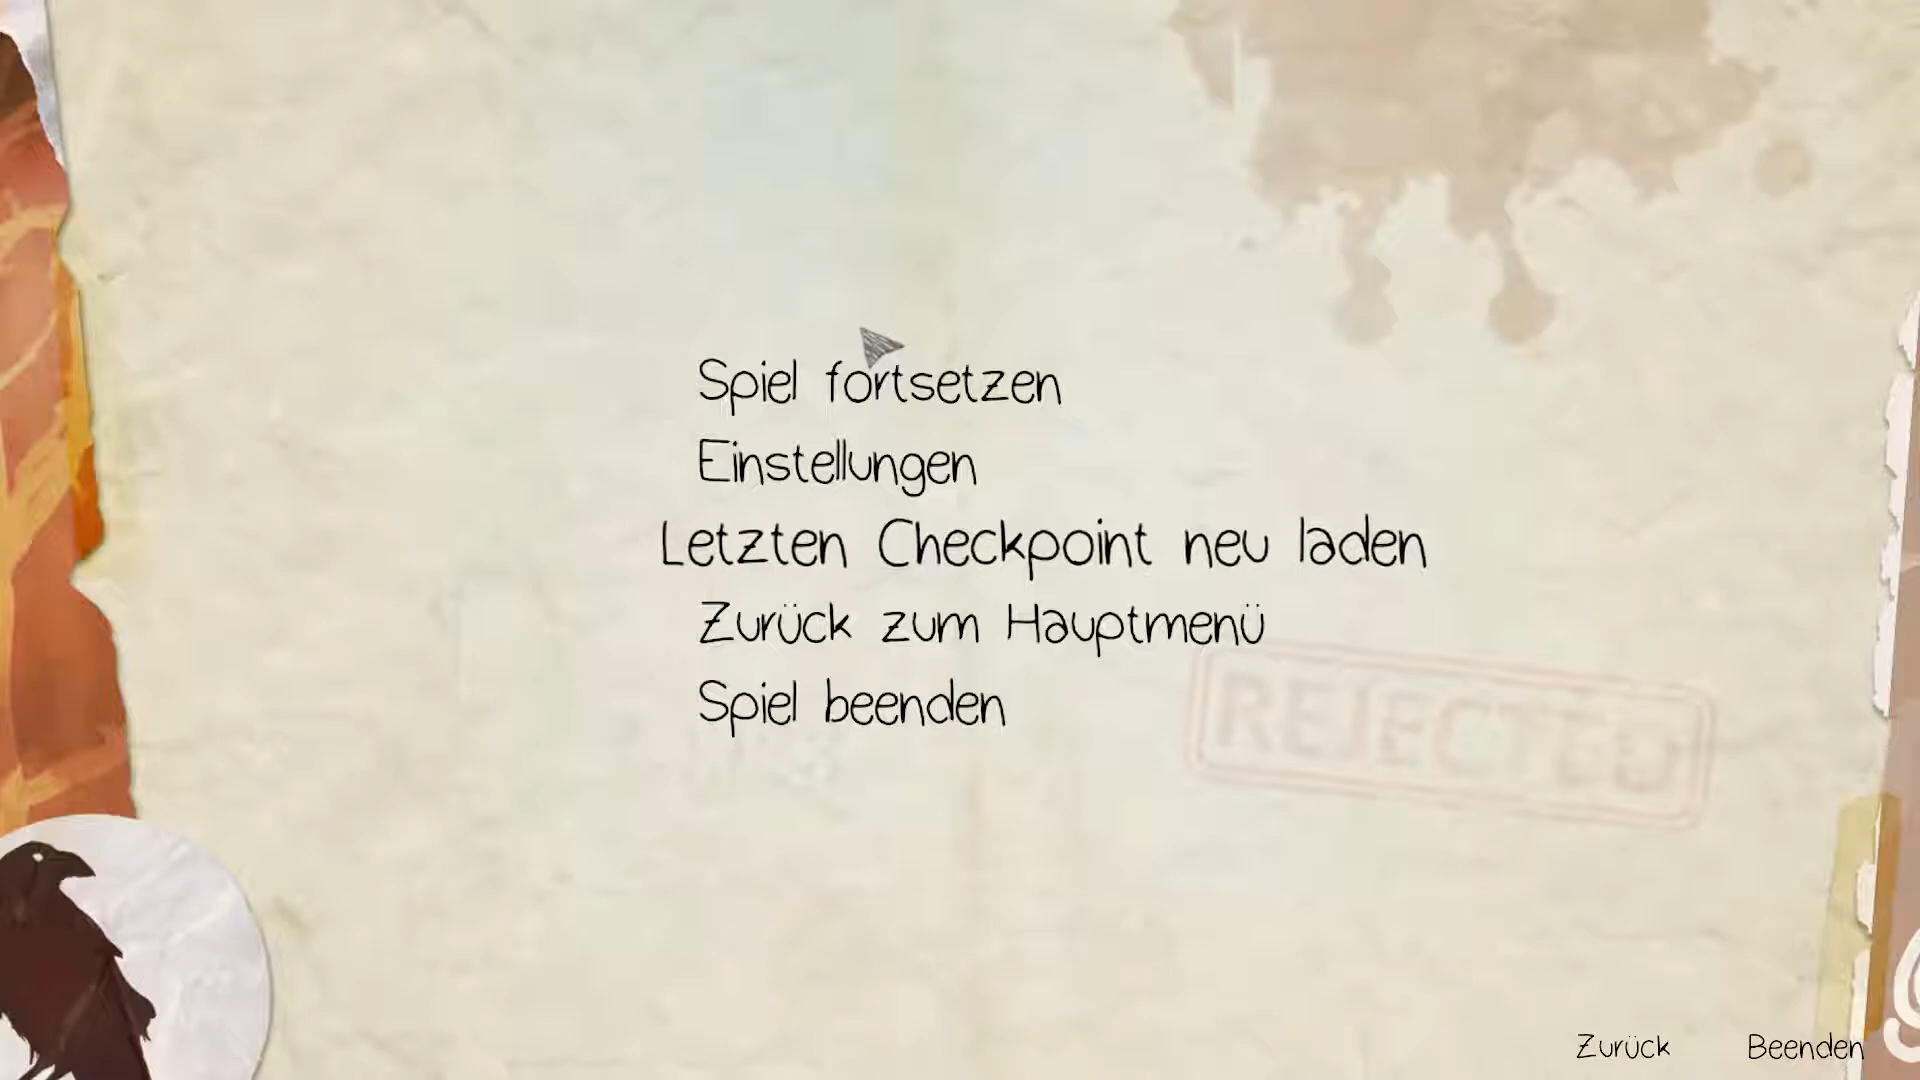 Spiel fortsetzen
Einstellungen
Letzten Checkpoint neu laden
Zurück zum Hauptmenü
Spiel beenden
REJECTED
Zurück Beenden